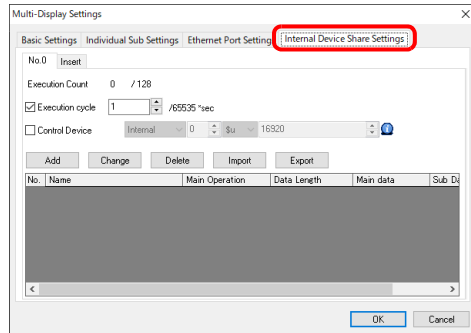 Multi-Display Settings
Basic Settings Individual Sub Settings Ethernet Port Setting Internal Device Share Settings
No.0 Insert
Execution Count 0 / 128
Execution cycle 1 /65535 *sec
Control Device Internal 0 $u 16920
Add Change Delete Import Export
No. Name Main Operation Data Length Main data Sub Da
OK Cancel